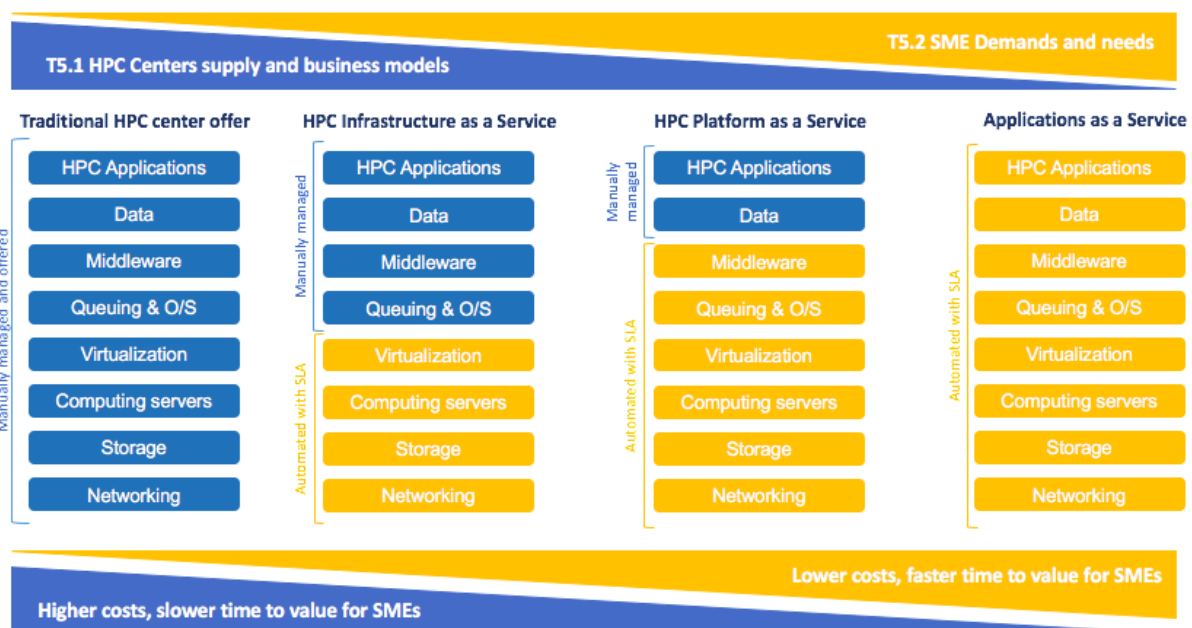 T5.2 SME Demands and needs
T5.1 HPC Centers supply and business models
Traditional HPC center offer
Manually managed and offered
HPC Applications
Data
Middleware
Queuing & O/S
Virtualization
Computing servers
Storage
Networking
HPC Infrastructure as a Service
Manually managed
HPC Applications
Data
Middleware
Queuing & O/S
Automated with SLA
Virtualization
Computing servers
Storage
Networking
HPC Platform as a Service
Manually
managed
HPC Applications
Data
Automated with SLA
Middleware
Queuing & O/S
Virtualization
Computing servers
Storage
Networking
Applications as a Service
Automated with SLA
HPC Applications
Data
Middleware
Queuing & O/S
Virtualization
Computing servers
Storage
Networking
Lower costs, faster time to value for SMEs
Higher costs, slower time to value for SMEs